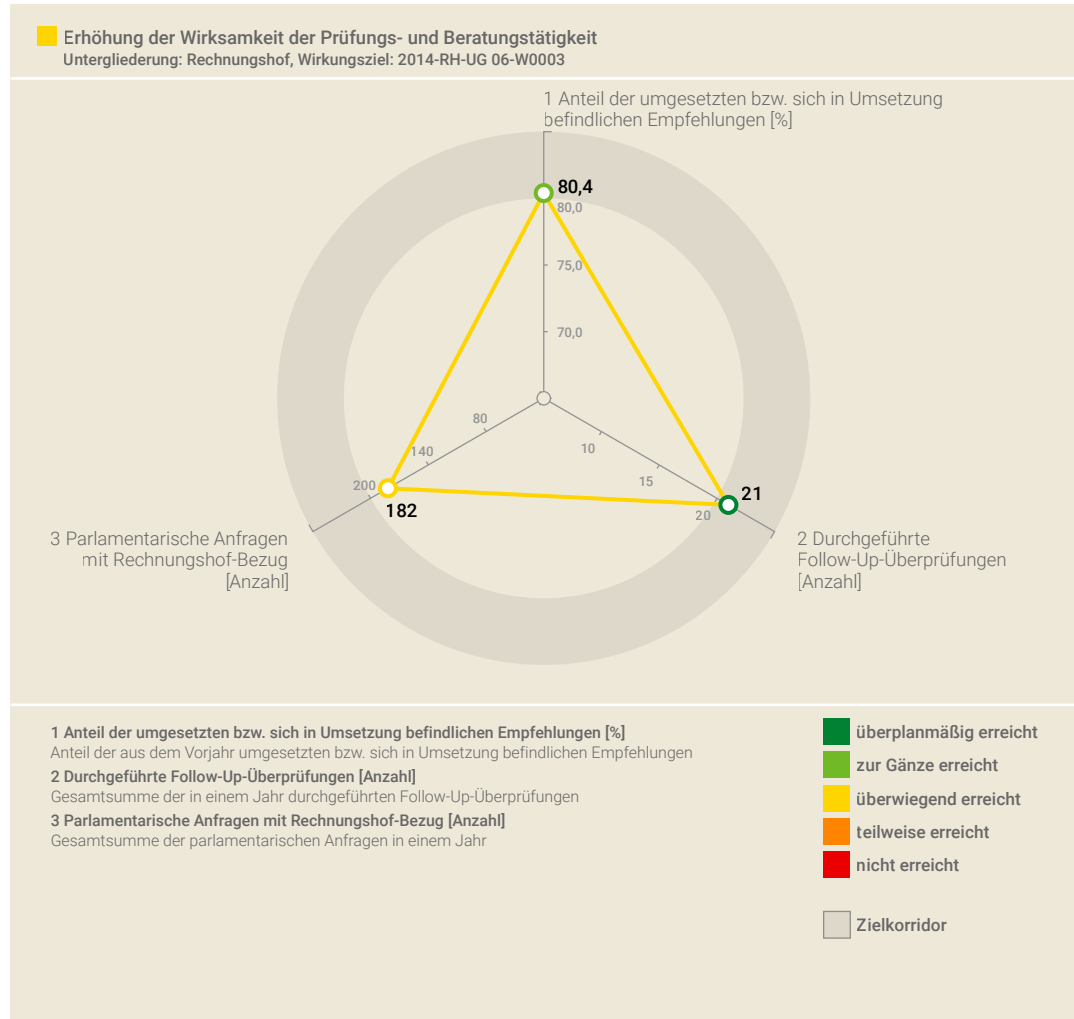 Erhöhung der Wirksamkeit der Prüfungs- und Beratungstätigkeit
Untergliederung: Rechnungshof, Wirkungsziel: 2014-RH-UG 06-W0003
1 Anteil der umgesetzten bzw. sich in Umsetzung
befindlichen Empfehlungen [%]
80,4
80,0
75,0
70,0
80
140
200
182
10
15
20
21
3 Parlamentarische Anfragen
mit Rechnungshof-Bezug
[Anzahl]
2 Durchgeführte
Follow-Up-Überprüfungen
[Anzahl]
1 Anteil der umgesetzten bzw. sich in Umsetzung befindlichen Empfehlungen [%]
Anteil der aus dem Vorjahr umgesetzten bzw. sich in Umsetzung befindlichen Empfehlungen
2 Durchgeführte Follow-Up-Überprüfungen [Anzahl]
Gesamtsumme der in einem Jahr durchgeführten Follow-Up-Überprüfungen
3 Parlamentarische Anfragen mit Rechnungshof-Bezug [Anzahl]
Gesamtsumme der parlamentarischen Anfragen in einem Jahr
überplanmäßig erreicht
zur Gänze erreicht
überwiegend erreicht
teilweise erreicht
nicht erreicht
Zielkorridor